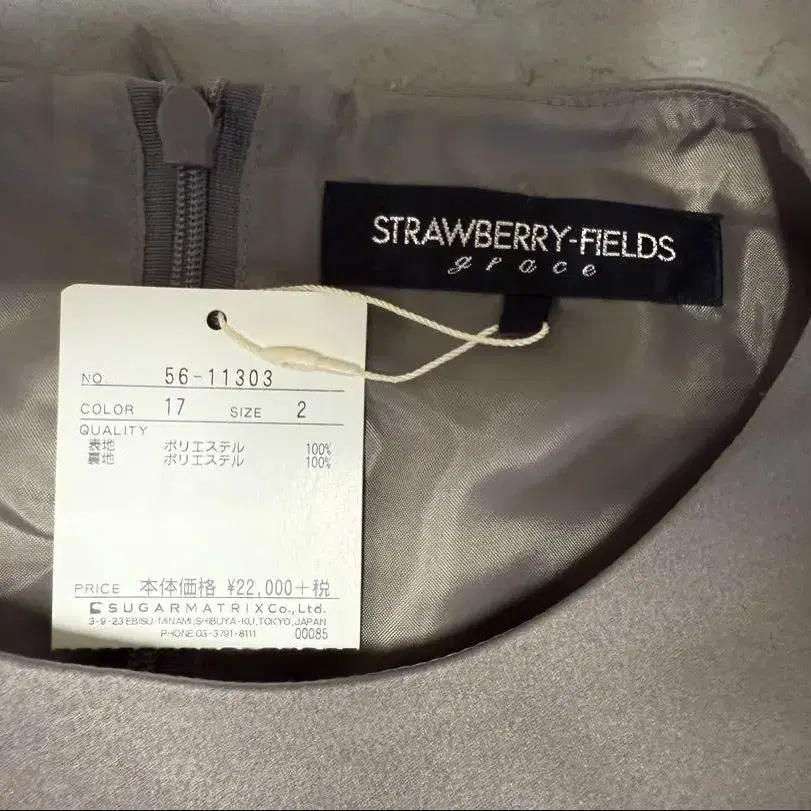 STRAWBERRY-FIELDS
grace
NO. 56-11303
COLOR 17 SIZE 2
QUALITY
表地 ポリエステル 100%
裏地 ポリエステル 100%
PRICE 本体価格 ¥22,000+税
SUGARMATRIX Co., Ltd.
3-9-23 EBISU-MINAMI, SHIBUYA-KU, TOKYO, JAPAN
PHONE 03-3791-8111 00085